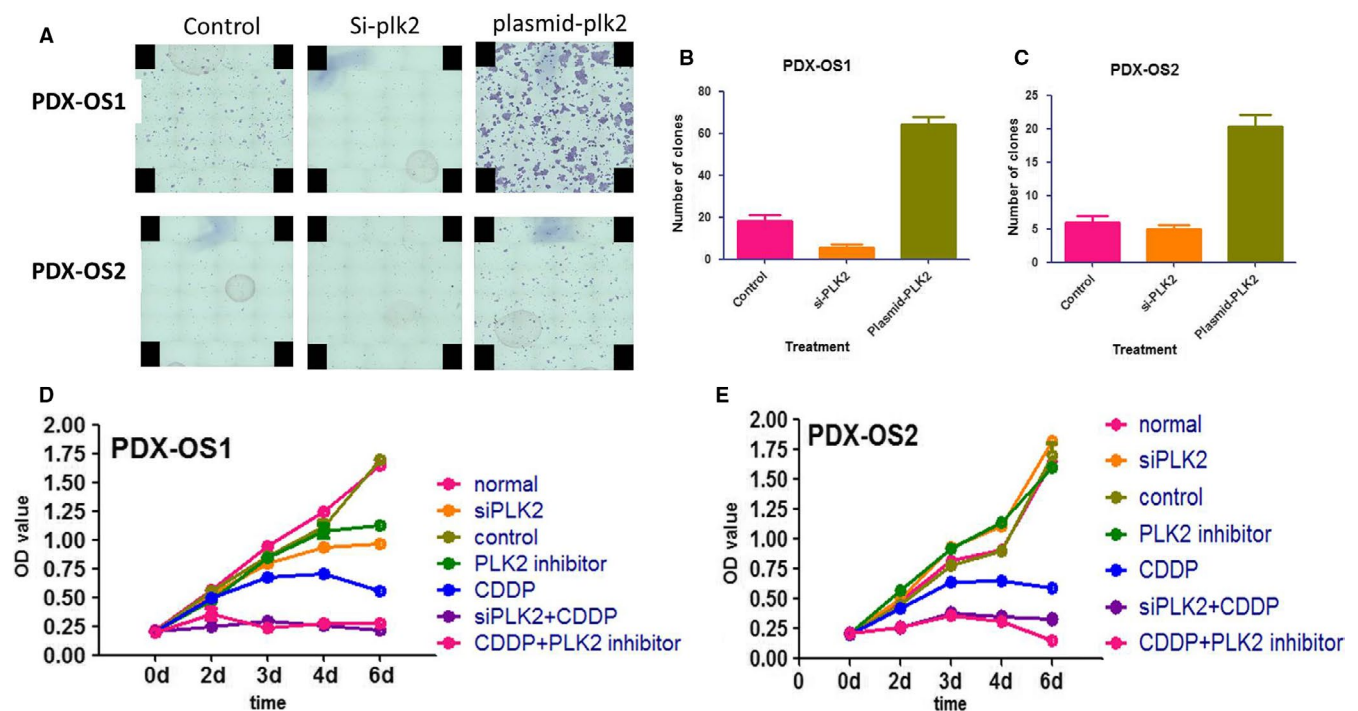 A
Control
Si-plk2
plasmid-plk2
PDX-OS1
PDX-OS2
B
PDX-OS1
Number of clones
80
60
40
20
0
Control
si-PLK2
Plasmid-PLK2
Treatment
C
PDX-OS2
Number of clones
25
20
15
10
5
0
Control
si-PLK2
Plasmid-PLK2
Treatment
D
PDX-OS1
OD value
2.00
1.75
1.50
1.25
1.00
0.75
0.50
0.25
0.00
0d 2d 3d 4d 6d
time
normal
siPLK2
control
PLK2 inhibitor
CDDP
siPLK2+CDDP
CDDP+PLK2 inhibitor
E
PDX-OS2
OD value
2.00
1.75
1.50
1.25
1.00
0.75
0.50
0.25
0.00
0 0d 2d 3d 4d 6d
time
normal
siPLK2
control
PLK2 inhibitor
CDDP
siPLK2+CDDP
CDDP+PLK2 inhibitor